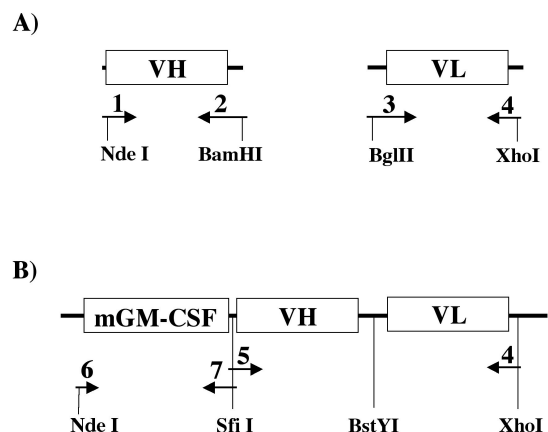 A)
VH VL
1 2 3 4
Nde I BamHI BglII XhoI
B)
mGM-CSF VH VL
6 7 5 4
Nde I Sfi I BstYI XhoI